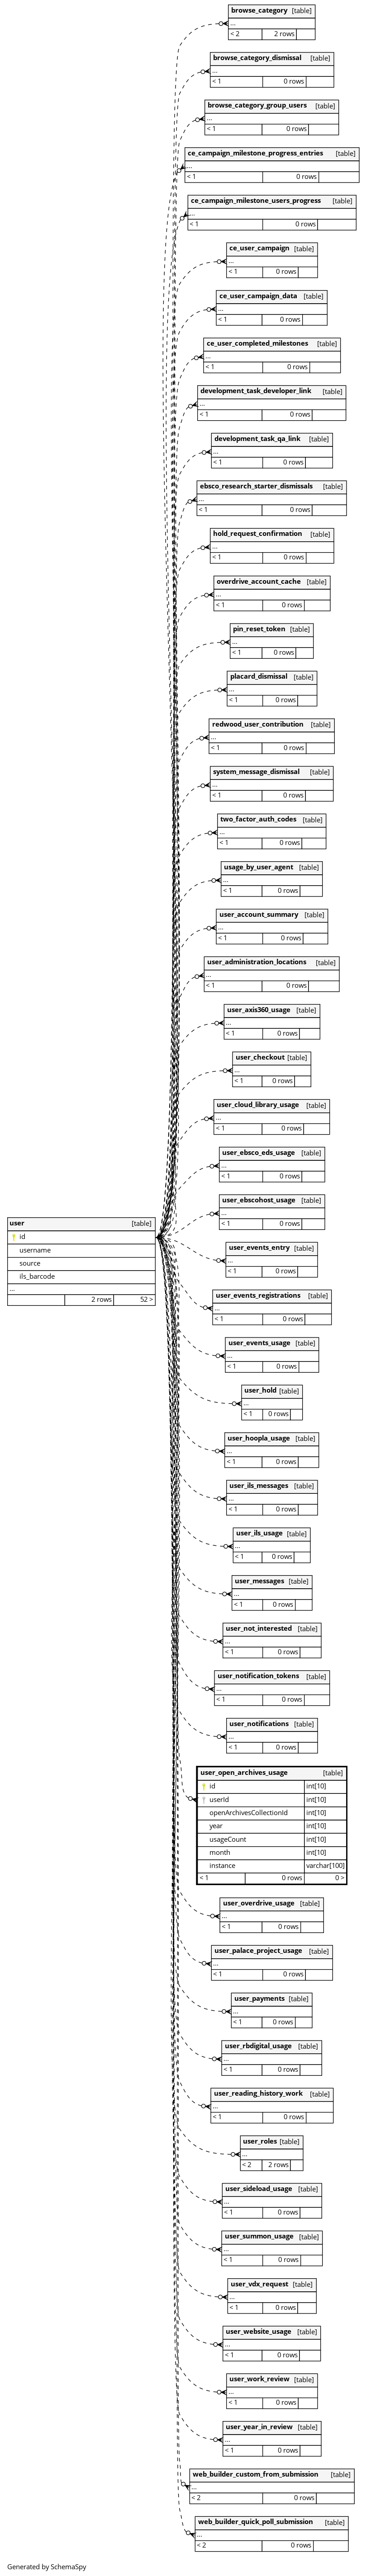 browse_category [table]
...
< 2 2 rows
browse_category_dismissal [table]
...
< 1 0 rows
browse_category_group_users [table]
...
< 1 0 rows
ce_campaign_milestone_progress_entries [table]
...
< 1 0 rows
ce_campaign_milestone_users_progress [table]
...
< 1 0 rows
ce_user_campaign [table]
...
< 1 0 rows
ce_user_campaign_data [table]
...
< 1 0 rows
ce_user_completed_milestones [table]
...
< 1 0 rows
development_task_developer_link [table]
...
< 1 0 rows
development_task_qa_link [table]
...
< 1 0 rows
ebsco_research_starter_dismissals [table]
...
< 1 0 rows
hold_request_confirmation [table]
...
< 1 0 rows
overdrive_account_cache [table]
...
< 1 0 rows
pin_reset_token [table]
...
< 1 0 rows
placard_dismissal [table]
...
< 1 0 rows
redwood_user_contribution [table]
...
< 1 0 rows
system_message_dismissal [table]
...
< 1 0 rows
two_factor_auth_codes [table]
...
< 1 0 rows
usage_by_user_agent [table]
...
< 1 0 rows
user_account_summary [table]
...
< 1 0 rows
user_administration_locations [table]
...
< 1 0 rows
user_axis360_usage [table]
...
< 1 0 rows
user_checkout [table]
...
< 1 0 rows
user_cloud_library_usage [table]
...
< 1 0 rows
user_ebsco_eds_usage [table]
...
< 1 0 rows
user_ebscohost_usage [table]
...
< 1 0 rows
user [table]
id
username
source
ils_barcode
...
2 rows 52 >
user_events_entry [table]
...
< 1 0 rows
user_events_registrations [table]
...
< 1 0 rows
user_events_usage [table]
...
< 1 0 rows
user_hold [table]
...
< 1 0 rows
user_hoopla_usage [table]
...
< 1 0 rows
user_ils_messages [table]
...
< 1 0 rows
user_ils_usage [table]
...
< 1 0 rows
user_messages [table]
...
< 1 0 rows
user_not_interested [table]
...
< 1 0 rows
user_notification_tokens [table]
...
< 1 0 rows
user_notifications [table]
...
< 1 0 rows
user_open_archives_usage [table]
id int[10]
userId int[10]
openArchivesCollectionId int[10]
year int[10]
usageCount int[10]
month int[10]
instance varchar[100]
< 1 0 rows 0 >
user_overdrive_usage [table]
...
< 1 0 rows
user_palace_project_usage [table]
...
< 1 0 rows
user_payments [table]
...
< 1 0 rows
user_rbdigital_usage [table]
...
< 1 0 rows
user_reading_history_work [table]
...
< 1 0 rows
user_roles [table]
...
< 2 2 rows
user_sideload_usage [table]
...
< 1 0 rows
user_summon_usage [table]
...
< 1 0 rows
user_vdx_request [table]
...
< 1 0 rows
user_website_usage [table]
...
< 1 0 rows
user_work_review [table]
...
< 1 0 rows
user_year_in_review [table]
...
< 1 0 rows
web_builder_custom_from_submission [table]
...
< 2 0 rows
web_builder_quick_poll_submission [table]
...
< 2 0 rows
Generated by SchemaSpy